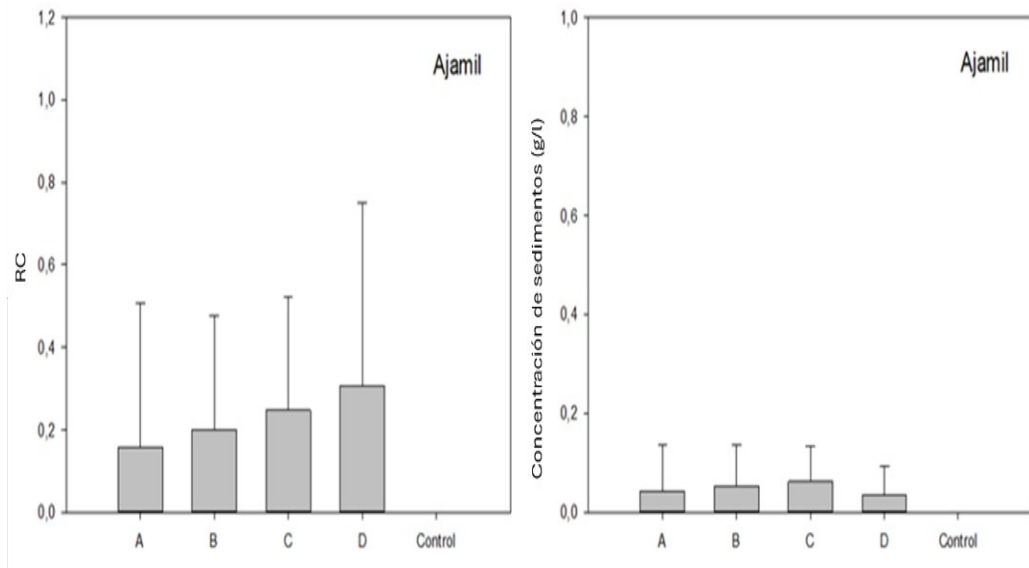 1,2
1,0
0,8
0,6
0,4
0,2
0,0
RC
Ajamil
A B C D Control
1,0
0,8
0,6
0,4
0,2
0,0
Concentración de sedimentos (g/l)
Ajamil
A B C D Control